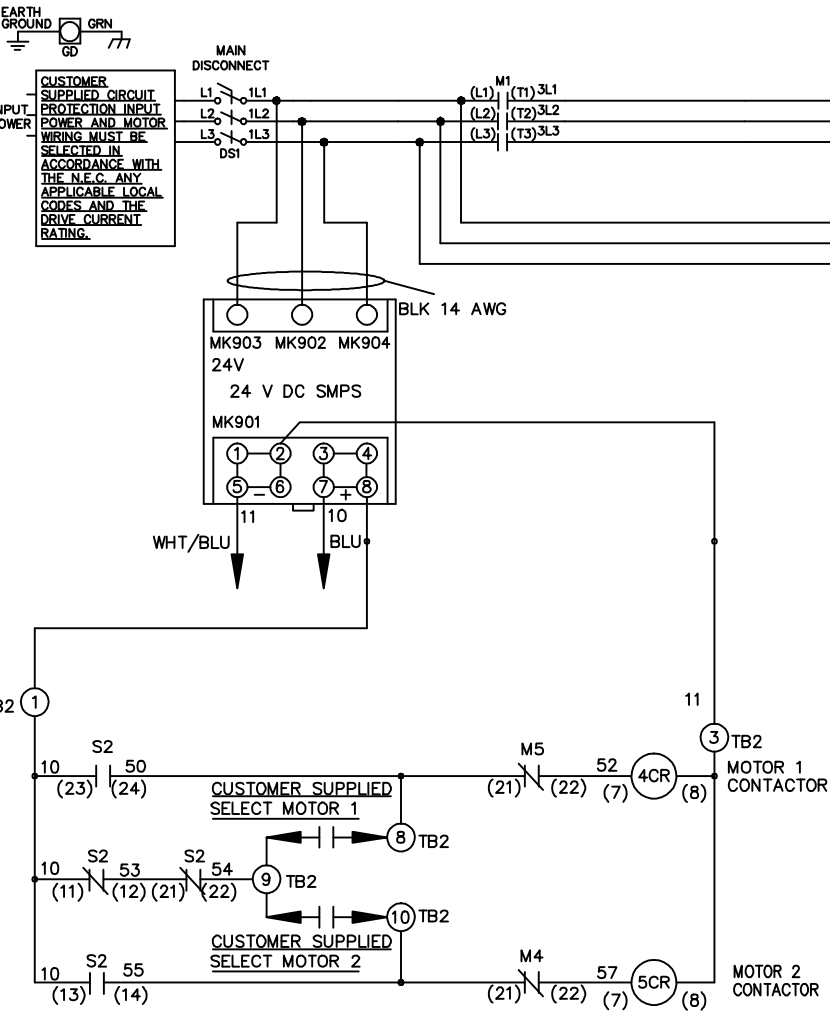 EARTH
GROUND
GRN
GD
MAIN
DISCONNECT
CUSTOMER
SUPPLIED CIRCUIT
PROTECTION INPUT
POWER AND MOTOR
WIRING MUST BE
SELECTED IN
ACCORDANCE WITH
THE N.E.C. ANY
APPLICABLE LOCAL
CODES AND THE
DRIVE CURRENT
RATING.
NPUT
OWER
L1 1L1
L2 1L2
L3 1L3
DS1
M1
(L1) (T1) 3L1
(L2) (T2) 3L2
(L3) (T3) 3L3
BLK 14 AWG
MK903 MK902 MK904
24V
24 V DC SMPS
MK901
1 2 3 4
5 - 6 7 + 8
11 10
WHT/BLU BLU
B2 1
11
3 TB2
10 S2 50
(23) (24)
M5
(21) (22)
52
(7) 4CR (8)
MOTOR 1
CONTACTOR
CUSTOMER SUPPLIED
SELECT MOTOR 1
8 TB2
10 S2 53 S2 54
(11) (12) (21) (22)
9 TB2
10 TB2
CUSTOMER SUPPLIED
SELECT MOTOR 2
10 S2 55
(13) (14)
M4
(21) (22)
57
(7) 5CR (8)
MOTOR 2
CONTACTOR